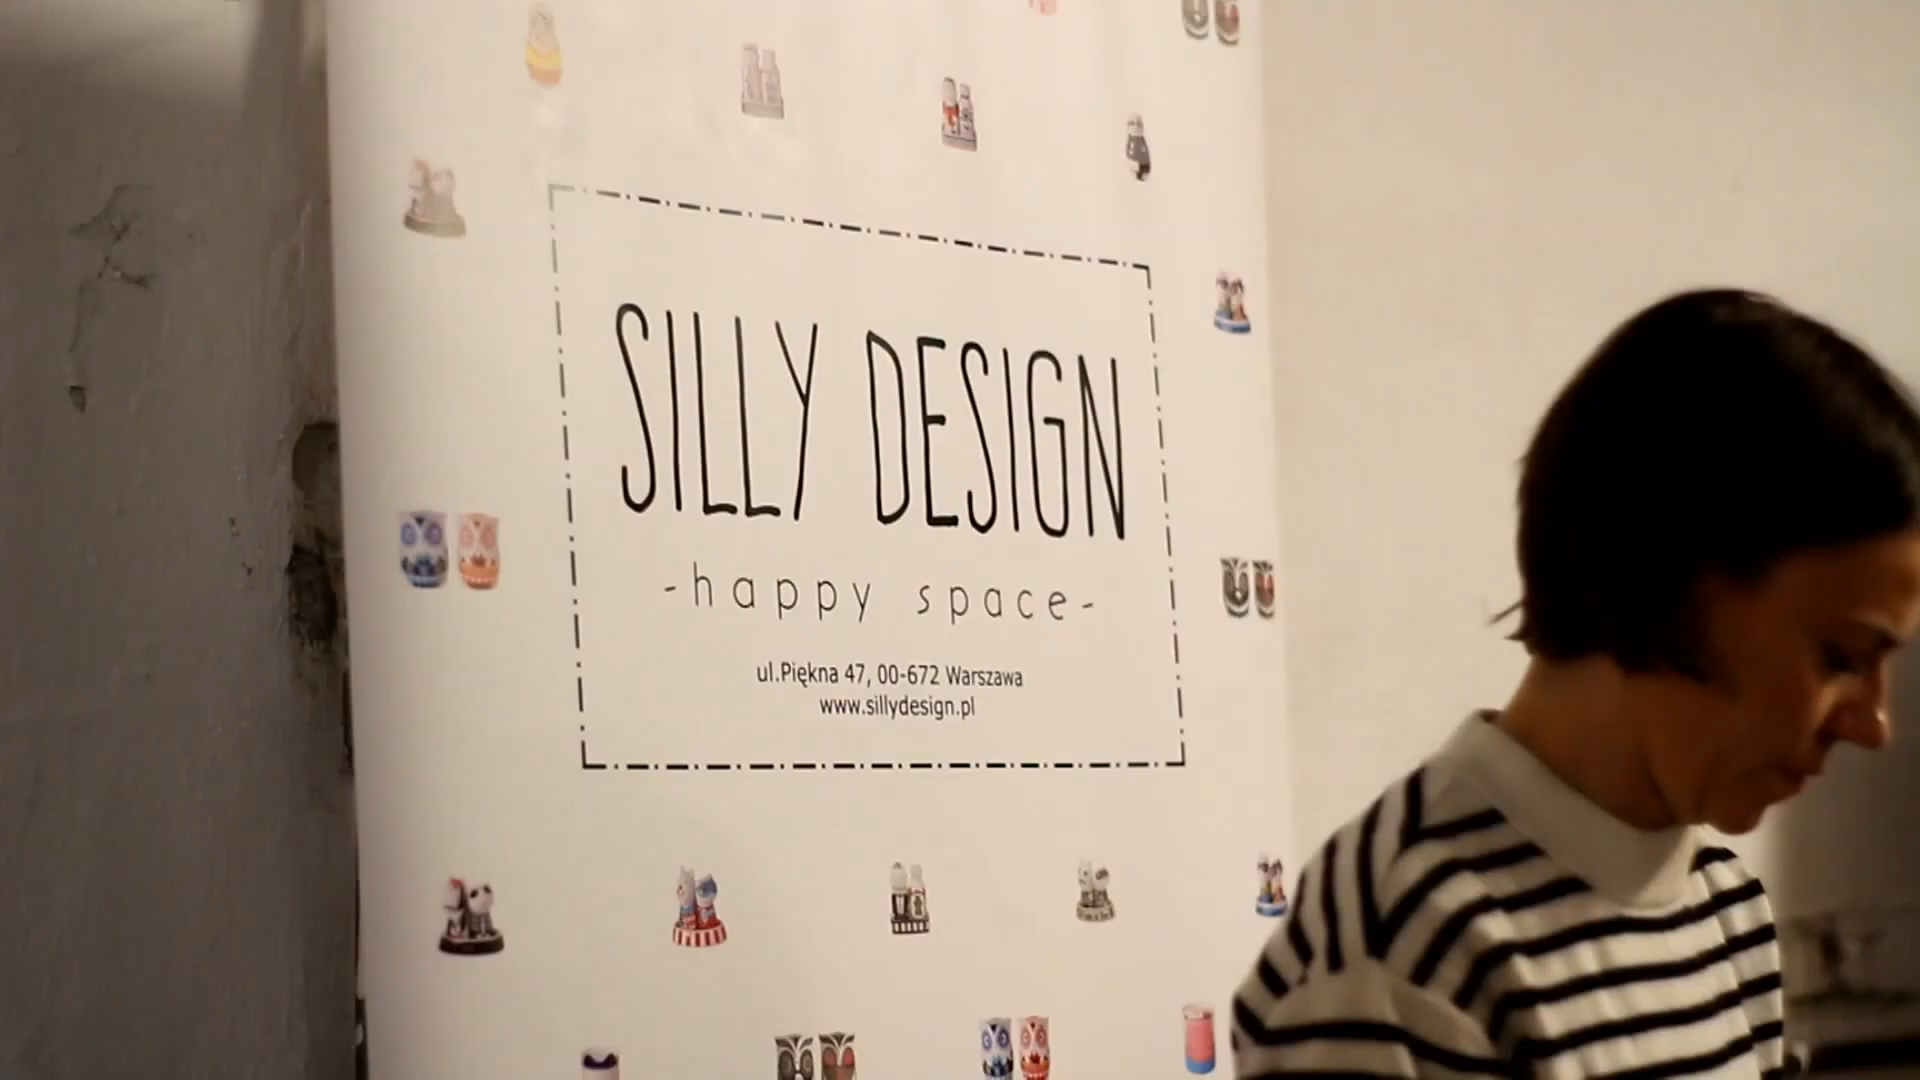 SILLY DESIGN
-happy space-
ul.Piękna 47, 00-672 Warszawa
www.sillydesign.pl